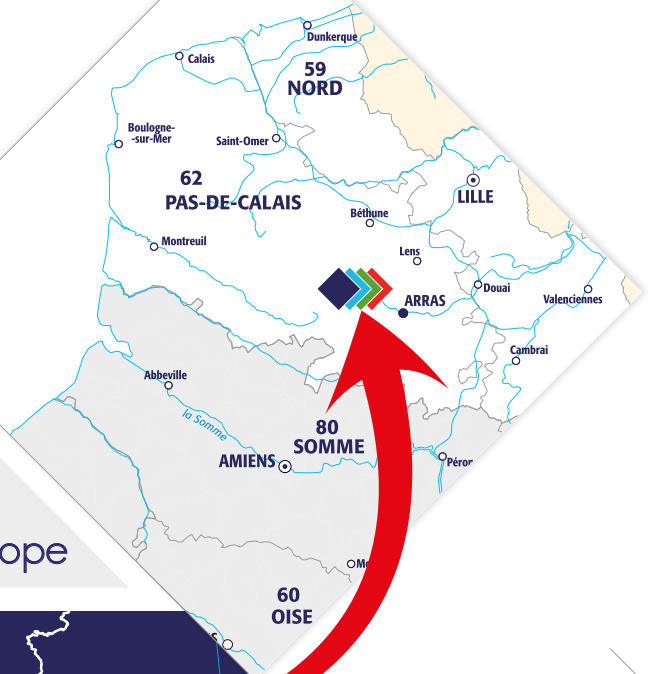 Dunkerque
Calais
59
NORD
Boulogne-
-sur-Mer
Saint-Omer
62
PAS-DE-CALAIS
LILLE
Béthune
Montreuil
Lens
Douai
ARRAS
Valenciennes
Cambrai
Abbeville
la Somme
80
SOMME
AMIENS
Péror
ope
60
OISE